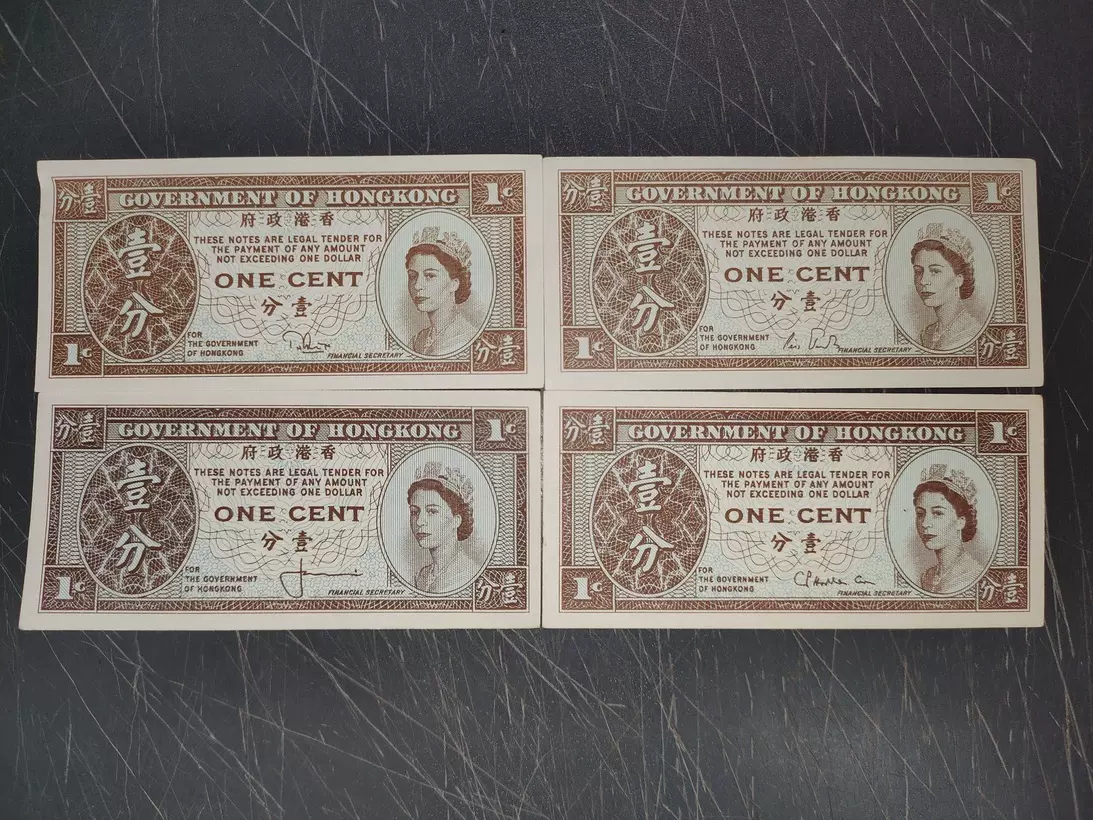 壹分
GOVERNMENT OF HONGKONG
1c
香港政府
壹分
THESE NOTES ARE LEGAL TENDER FOR
THE PAYMENT OF ANY AMOUNT
NOT EXCEEDING ONE DOLLAR
ONE CENT
壹分
FOR
THE GOVERNMENT
OF HONGKONG
FINANCIAL SECRETARY
1c
壹分
壹分
GOVERNMENT OF HONGKONG
1c
香港政府
壹分
THESE NOTES ARE LEGAL TENDER FOR
THE PAYMENT OF ANY AMOUNT
NOT EXCEEDING ONE DOLLAR
ONE CENT
壹分
FOR
THE GOVERNMENT
OF HONGKONG
FINANCIAL SECRETARY
1c
壹分
壹分
GOVERNMENT OF HONGKONG
1c
香港政府
壹分
THESE NOTES ARE LEGAL TENDER FOR
THE PAYMENT OF ANY AMOUNT
NOT EXCEEDING ONE DOLLAR
ONE CENT
壹分
FOR
THE GOVERNMENT
OF HONGKONG
FINANCIAL SECRETARY
1c
壹分
壹分
GOVERNMENT OF HONGKONG
1c
香港政府
壹分
THESE NOTES ARE LEGAL TENDER FOR
THE PAYMENT OF ANY AMOUNT
NOT EXCEEDING ONE DOLLAR
ONE CENT
壹分
FOR
THE GOVERNMENT
OF HONGKONG
FINANCIAL SECRETARY
1c
壹分